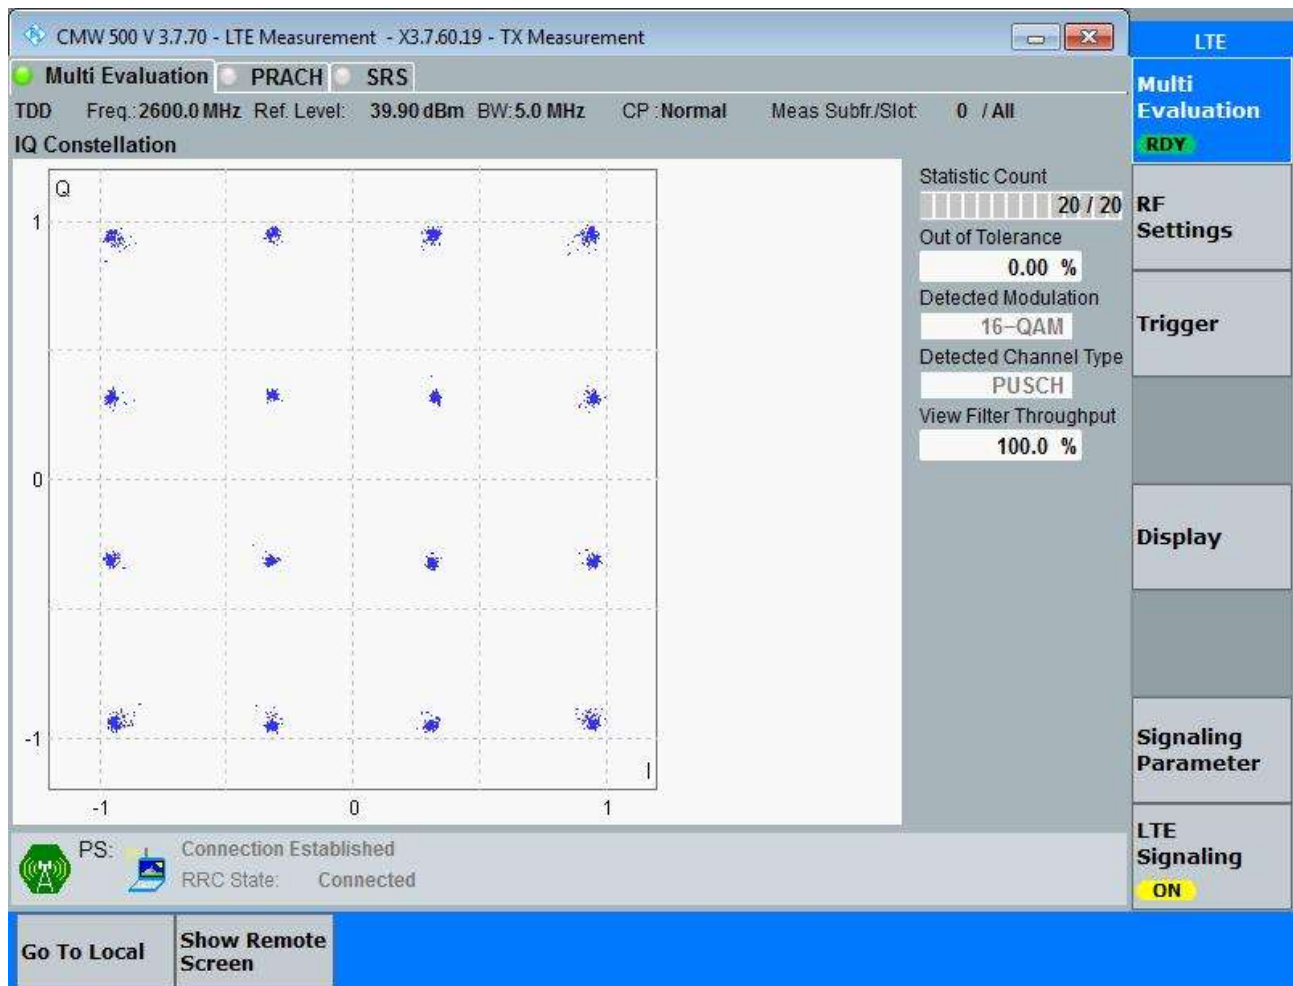 CMW 500 V 3.7.70 - LTE Measurement - X3.7.60.19 - TX Measurement
LTE
Multi Evaluation PRACH SRS
TDD Freq.: 2600.0 MHz Ref. Level: 39.90 dBm BW: 5.0 MHz CP : Normal Meas Subfr./Slot: 0 / All
IQ Constellation
Q
1
0
-1
I
-1 0 1
Statistic Count
20 / 20
Out of Tolerance
0.00 %
Detected Modulation
16-QAM
Detected Channel Type
PUSCH
View Filter Throughput
100.0 %
Multi
Evaluation
RDY
RF
Settings
Trigger
Display
Signaling
Parameter
LTE
Signaling
ON
PS: Connection Established
RRC State: Connected
Go To Local
Show Remote
Screen